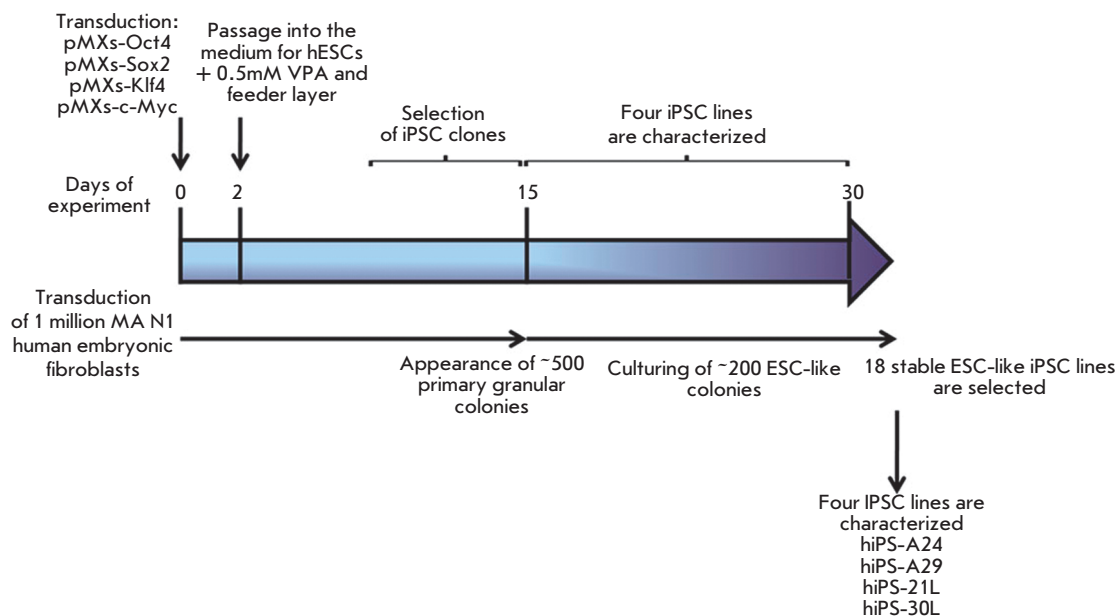 Transduction:
pMXs-Oct4
pMXs-Sox2
pMXs-Klf4
pMXs-c-Myc
Passage into the
medium for hESCs
+ 0.5mM VPA and
feeder layer
Selection
of iPSC clones
Four iPSC lines
are characterized
Days of
experiment
0
2
15
30
Transduction
of 1 million MA N1
human embryonic
fibroblasts
Appearance of ~500
primary granular
colonies
Culturing of ~200 ESC-like
colonies
18 stable ESC-like iPSC lines
are selected
Four IPSC lines are
characterized
hiPS-A24
hiPS-A29
hiPS-21L
hiPS-30L